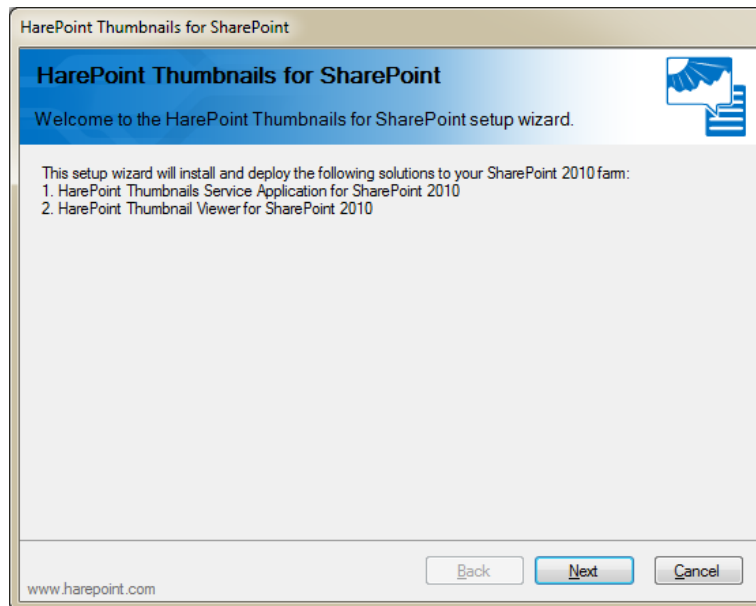 HarePoint Thumbnails for SharePoint
HarePoint Thumbnails for SharePoint
Welcome to the HarePoint Thumbnails for SharePoint setup wizard.
This setup wizard will install and deploy the following solutions to your SharePoint 2010 farm:
1. HarePoint Thumbnails Service Application for SharePoint 2010
2. HarePoint Thumbnail Viewer for SharePoint 2010
Back Next Cancel
www.harepoint.com